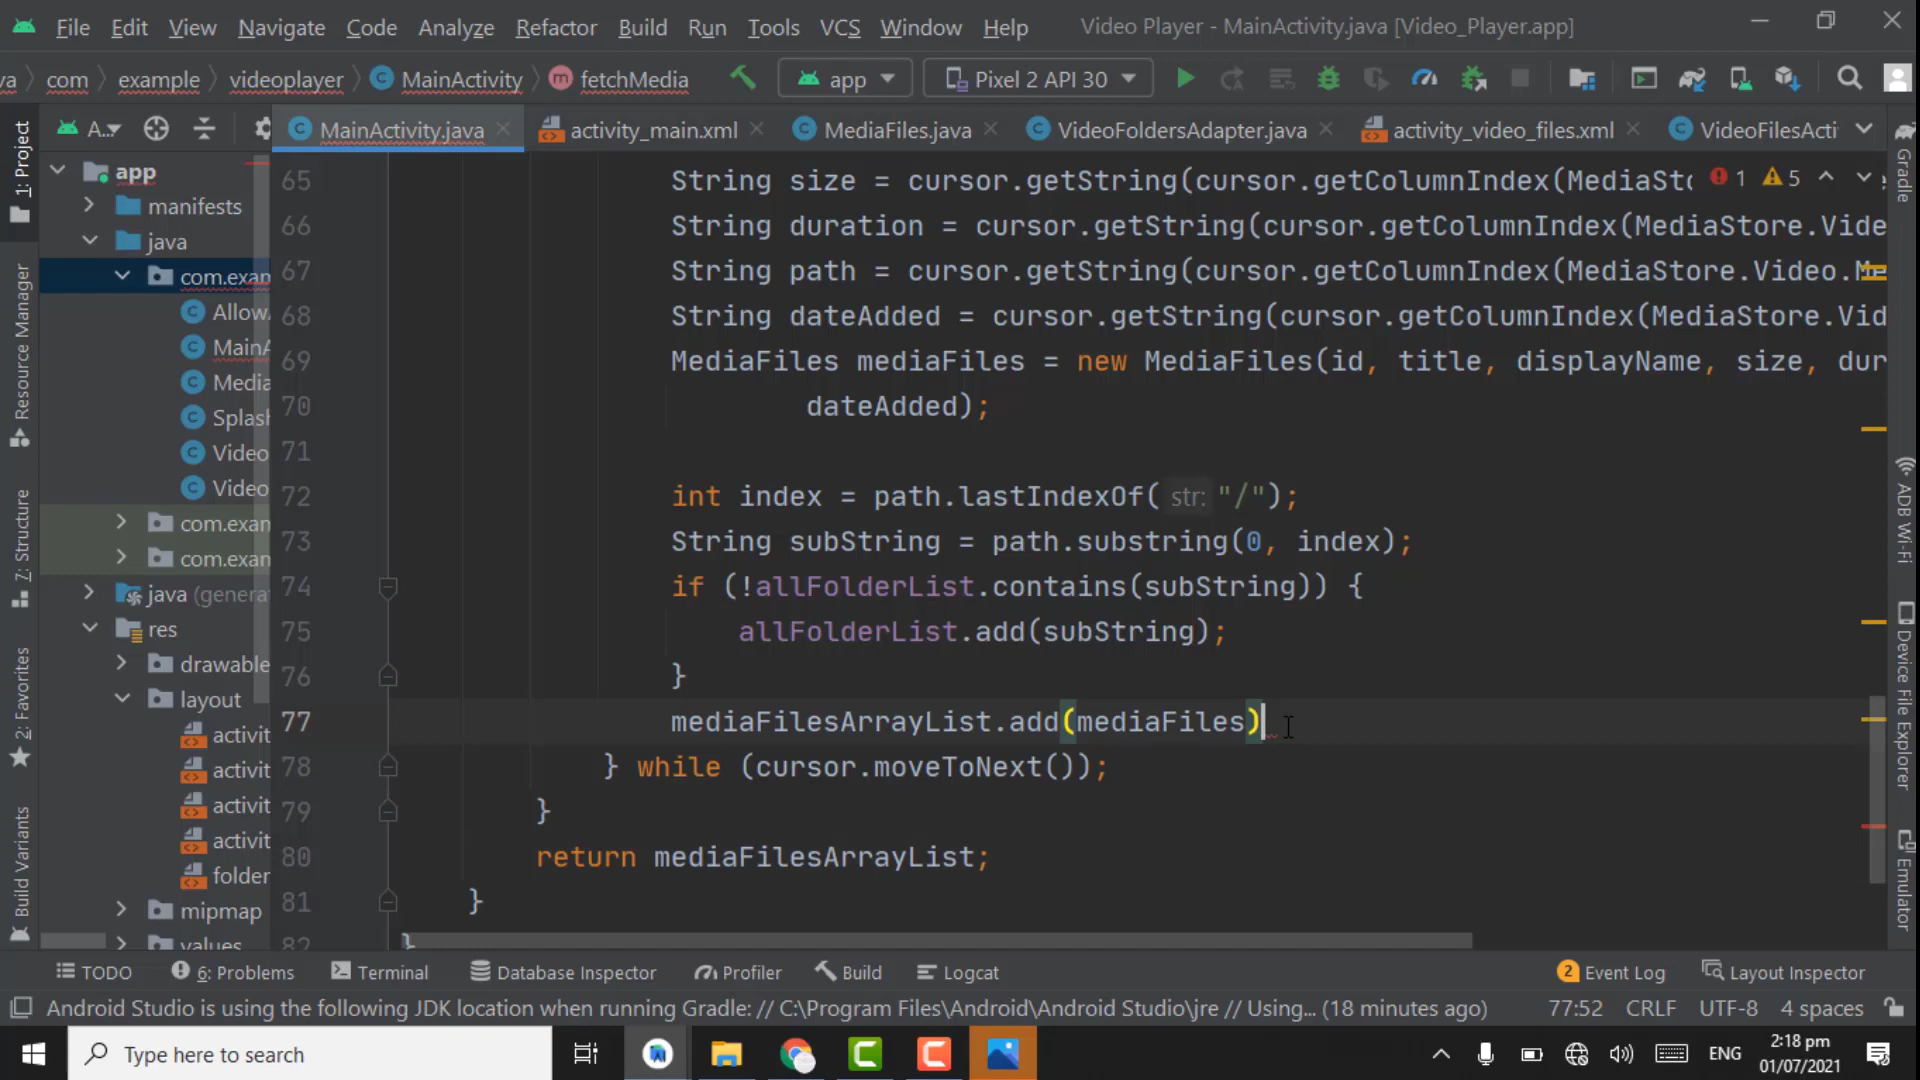 File Edit View Navigate Code Analyze Refactor Build Run Tools VCS Window Help Video Player - MainActivity.java [Video_Player.app]
va com example videoplayer MainActivity fetchMedia app Pixel 2 API 30
A... MainActivity.java activity_main.xml MediaFiles.java VideoFoldersAdapter.java activity_video_files.xml VideoFilesActi
1: Project
Resource Manager
7: Structure
2: Favorites
Build Variants
app
manifests
java
com.exam
Allow
MainA
Media
Splash
Video
Video
com.exam
com.exam
java (genera
res
drawable
layout
activit
activit
activit
activit
folder
mipmap
values
65 String size = cursor.getString(cursor.getColumnIndex(MediaSto 1 5
66 String duration = cursor.getString(cursor.getColumnIndex(MediaStore.Vide
67 String path = cursor.getString(cursor.getColumnIndex(MediaStore.Video.Me
68 String dateAdded = cursor.getString(cursor.getColumnIndex(MediaStore.Vid
69 MediaFiles mediaFiles = new MediaFiles(id, title, displayName, size, dur
70 dateAdded);
71
72 int index = path.lastIndexOf( str: "/");
73 String subString = path.substring(0, index);
74 if (!allFolderList.contains(subString)) {
75 allFolderList.add(subString);
76 }
77 mediaFilesArrayList.add(mediaFiles)
78 } while (cursor.moveToNext());
79 }
80 return mediaFilesArrayList;
81 }
82 }
Gradle
ADB Wi-Fi
Device File Explorer
Emulator
TODO 6: Problems Terminal Database Inspector Profiler Build Logcat 2 Event Log Layout Inspector
Android Studio is using the following JDK location when running Gradle: // C:\Program Files\Android\Android Studio\jre // Using... (18 minutes ago) 77:52 CRLF UTF-8 4 spaces
Type here to search ENG 2:18 pm
01/07/2021